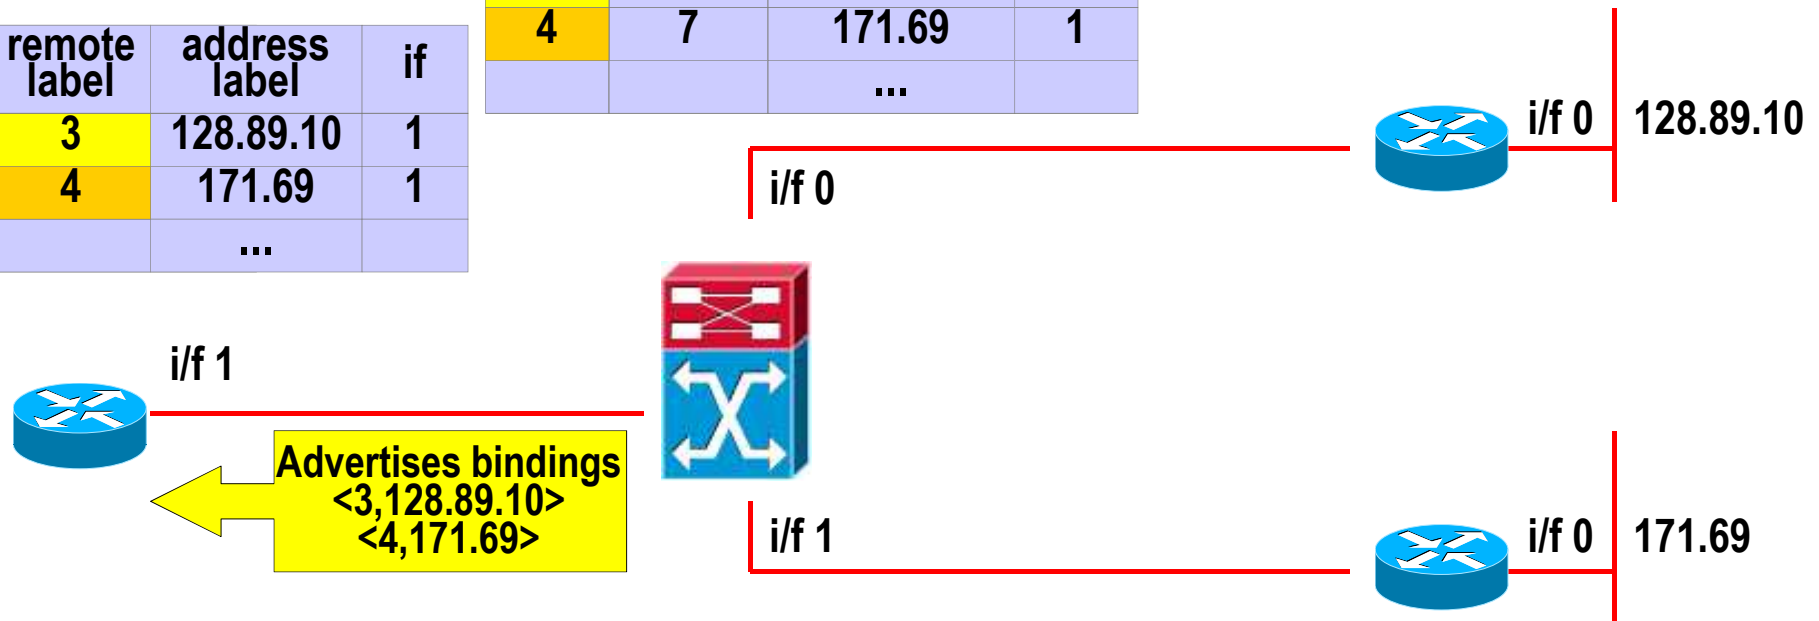 4 7 171.69 1
...
remote label address label if
3 128.89.10 1
4 171.69 1
...
i/f 0 128.89.10
i/f 0
i/f 1
Advertises bindings
<3,128.89.10>
<4,171.69>
i/f 1
i/f 0 171.69